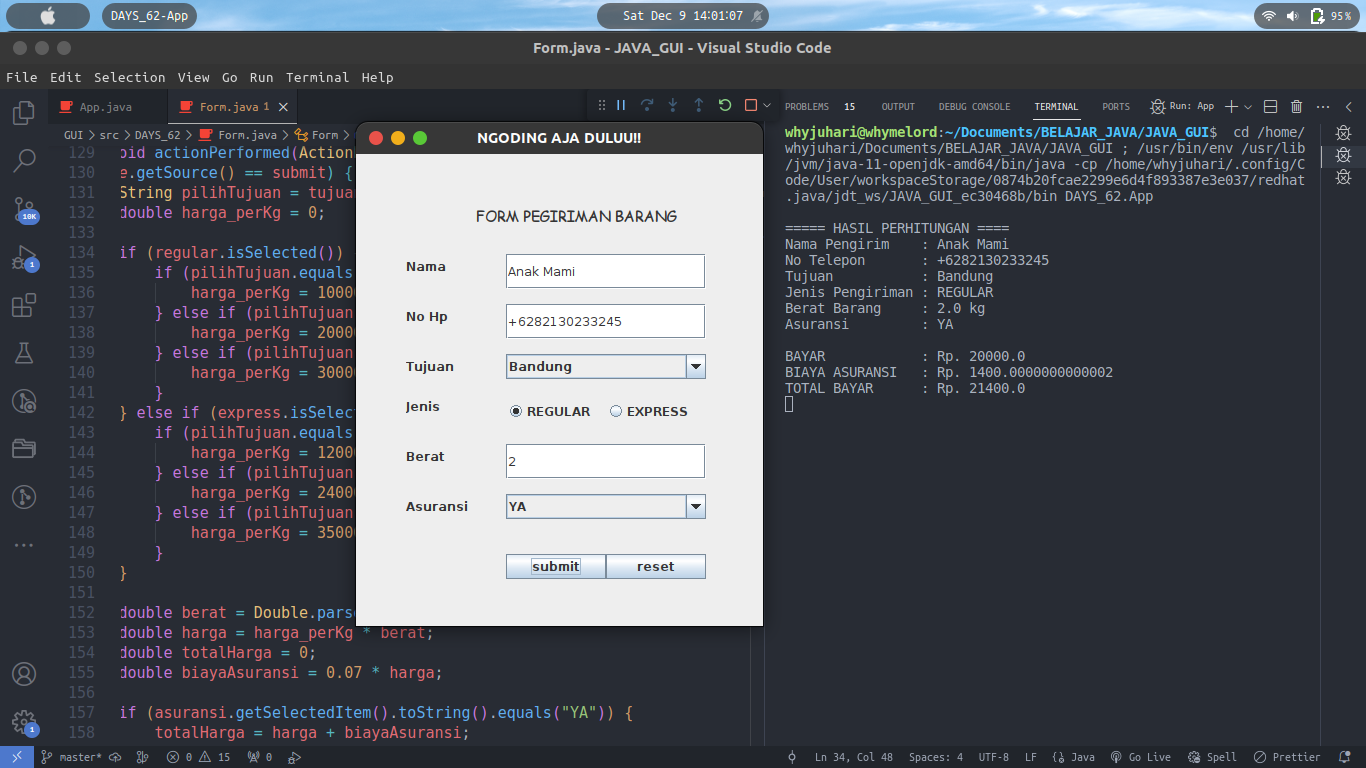 DAYS_62-App
Sat Dec 9 14:01:07
95%
Form.java - JAVA_GUI - Visual Studio Code
File Edit Selection View Go Run Terminal Help
App.java
Form.java 1
GUI > src > DAYS_62 > Form.java > Form >
129 oid actionPerformed(Action
130 e.getSource() == submit) {
131 String pilihTujuan = tujua
132 double harga_perKg = 0;
133
134 if (regular.isSelected())
135 if (pilihTujuan.equals
136 harga_perKg = 1000
137 } else if (pilihTujuan
138 harga_perKg = 2000
139 } else if (pilihTujuan
140 harga_perKg = 3000
141 }
142 } else if (express.isSelec
143 if (pilihTujuan.equals
144 harga_perKg = 1200
145 } else if (pilihTujuan
146 harga_perKg = 2400
147 } else if (pilihTujuan
148 harga_perKg = 3500
149 }
150 }
151
152 double berat = Double.pars
153 double harga = harga_perKg * berat;
154 double totalHarga = 0;
155 double biayaAsuransi = 0.07 * harga;
156
157 if (asuransi.getSelectedItem().toString().equals("YA")) {
158 totalHarga = harga + biayaAsuransi;
NGODING AJA DULUU!!
FORM PEGIRIMAN BARANG
Nama
Anak Mami
No Hp
+6282130233245
Tujuan
Bandung
Jenis
REGULAR
EXPRESS
Berat
2
Asuransi
YA
submit
reset
PROBLEMS 15 OUTPUT DEBUG CONSOLE TERMINAL PORTS Run: App
whyjuhari@whymelord:~/Documents/BELAJAR_JAVA/JAVA_GUI$ cd /home/
whyjuhari/Documents/BELAJAR_JAVA/JAVA_GUI ; /usr/bin/env /usr/lib
/jvm/java-11-openjdk-amd64/bin/java -cp /home/whyjuhari/.config/C
ode/User/workspaceStorage/0874b20fcae2299e6d4f893387e3e037/redhat
.java/jdt_ws/JAVA_GUI_ec30468b/bin DAYS_62.App
===== HASIL PERHITUNGAN ====
Nama Pengirim : Anak Mami
No Telepon : +6282130233245
Tujuan : Bandung
Jenis Pengiriman : REGULAR
Berat Barang : 2.0 kg
Asuransi : YA
BAYAR : Rp. 20000.0
BIAYA ASURANSI : Rp. 1400.0000000000002
TOTAL BAYAR : Rp. 21400.0
10K
1
1
master* 0 15 0
Ln 34, Col 48 Spaces: 4 UTF-8 LF {} Java Go Live Spell Prettier